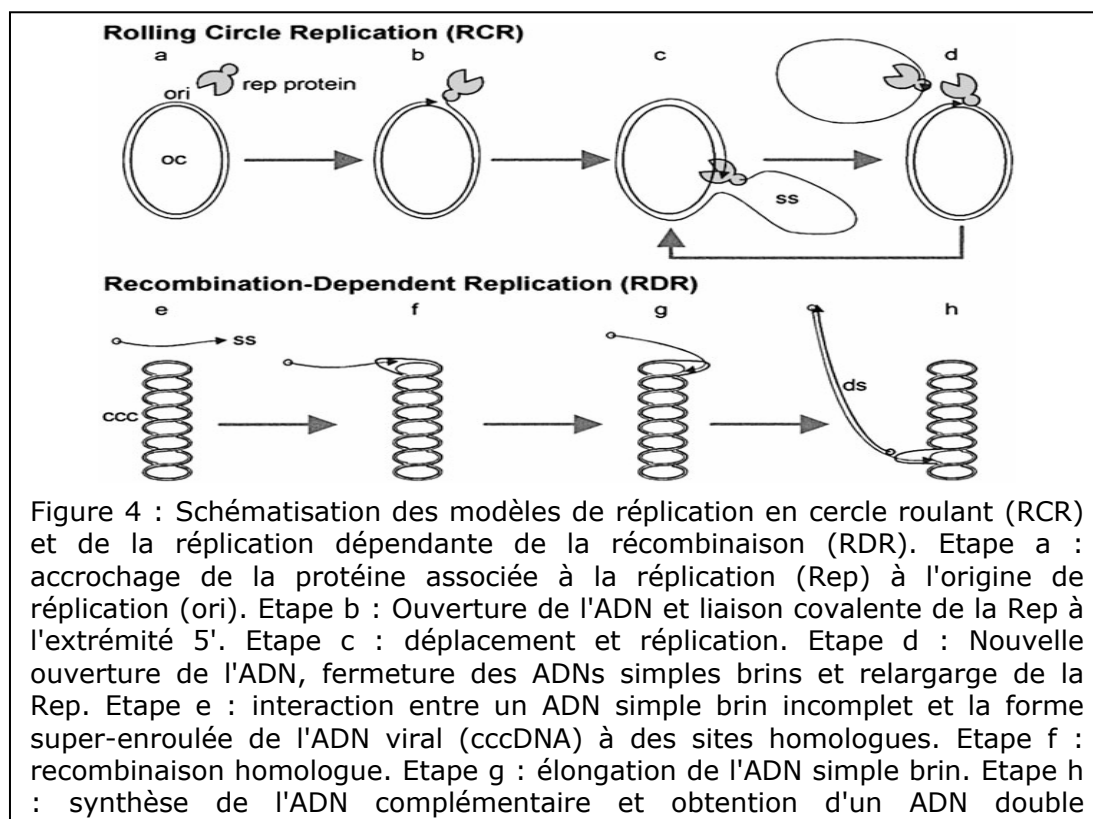 Rolling Circle Replication (RCR)
a b c d
ori rep protein
oc
ss
Recombination-Dependent Replication (RDR)
e f g h
ss
ccc
ds
Figure 4 : Schématisation des modèles de réplication en cercle roulant (RCR)
et de la réplication dépendante de la récombinaison (RDR). Etape a :
accrochage de la protéine associée à la réplication (Rep) à l'origine de
réplication (ori). Etape b : Ouverture de l'ADN et liaison covalente de la Rep à
l'extrémité 5'. Etape c : déplacement et réplication. Etape d : Nouvelle
ouverture de l'ADN, fermeture des ADNs simples brins et relargarge de la
Rep. Etape e : interaction entre un ADN simple brin incomplet et la forme
super-enroulée de l'ADN viral (cccDNA) à des sites homologues. Etape f :
recombinaison homologue. Etape g : élongation de l'ADN simple brin. Etape h
: synthèse de l'ADN complémentaire et obtention d'un ADN double